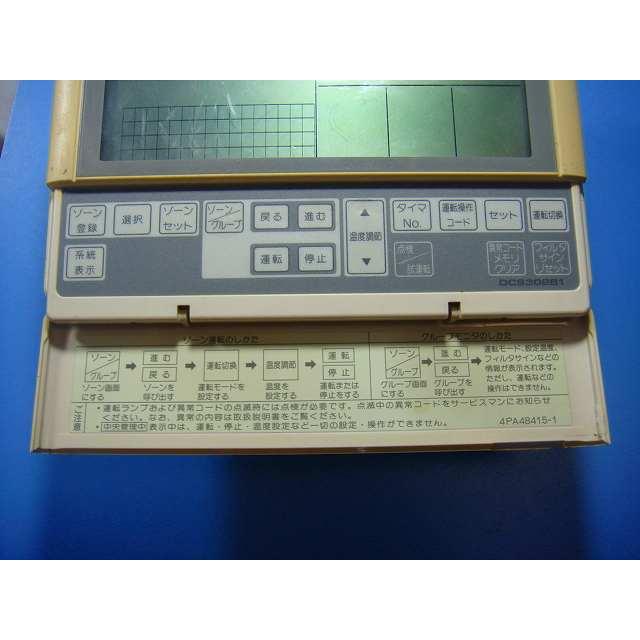 ゾーン登録
選択
ゾーンセット
ゾーン/グループ
戻る
進む
▲
温度調節
▼
タイマNo.
運転操作コード
セット
運転切換
系統表示
運転
停止
点検/試運転
異常コードメモリクリア
フィルタサインリセット
DCS302B1
ゾーン運転のしかた
グループモニタのしかた
ゾーン/グループ
ゾーン画面にする
進む
戻る
ゾーンを呼び出す
運転切換
運転モードを設定する
温度調節
温度を設定する
運転
停止
運転または停止をする
ゾーン/グループ
グループ画面にする
進む
戻る
グループを呼び出す
運転モード、設定温度、
フィルタサインなどの
情報が表示されます。
ただし、運転などの
操作はできません。
ご注意
・運転ランプおよび異常コードの点滅時には点検が必要です。点滅中の異常コードをサービスマンにお知らせ
ください。なお、異常の内容は取扱説明書をご覧ください。
・中央管理中表示中は、運転・停止・温度設定など一切の設定・操作ができません。
4PA48415-1